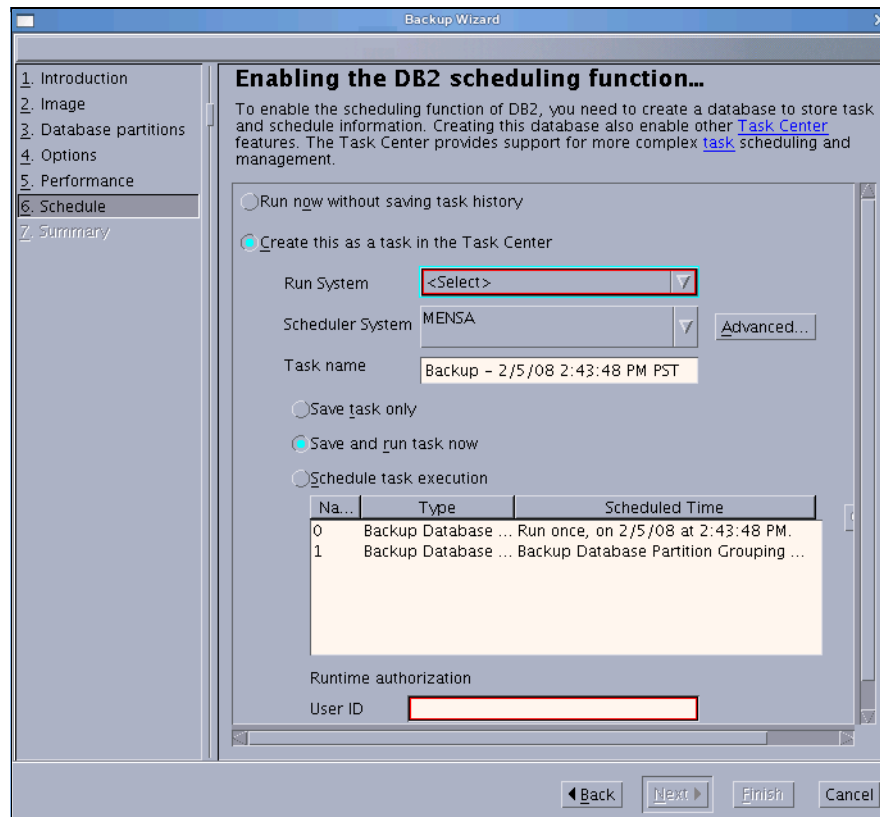 Backup Wizard
1. Introduction
2. Image
3. Database partitions
4. Options
5. Performance
6. Schedule
7. Summary
Enabling the DB2 scheduling function...
To enable the scheduling function of DB2, you need to create a database to store task
and schedule information. Creating this database also enable other Task Center
features. The Task Center provides support for more complex task scheduling and
management.
Run now without saving task history
Create this as a task in the Task Center
Run System <Select>
Scheduler System MENSA Advanced...
Task name Backup - 2/5/08 2:43:48 PM PST
Save task only
Save and run task now
Schedule task execution
Na... Type Scheduled Time
0 Backup Database ... Run once, on 2/5/08 at 2:43:48 PM.
1 Backup Database ... Backup Database Partition Grouping ...
Runtime authorization
User ID
Back Next Finish Cancel